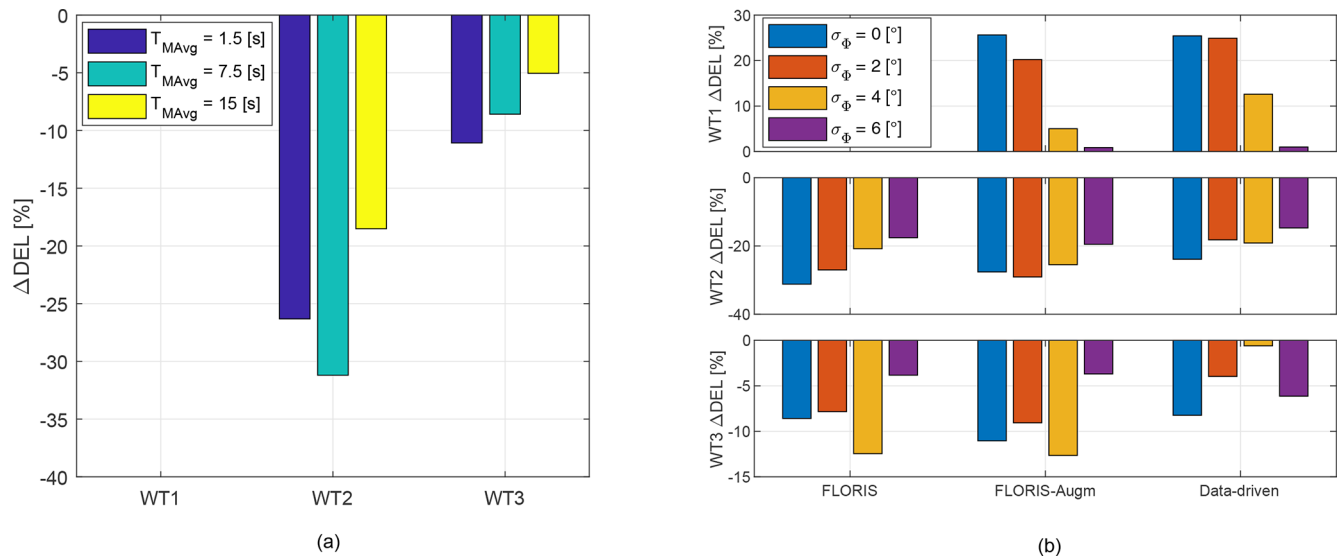 T_MAvg = 1.5 [s]
T_MAvg = 7.5 [s]
T_MAvg = 15 [s]
ΔDEL [%]
0
-5
-10
-15
-20
-25
-30
-35
-40
WT1
WT2
WT3
(a)
σ_Φ = 0 [°]
σ_Φ = 2 [°]
σ_Φ = 4 [°]
σ_Φ = 6 [°]
WT1 ΔDEL [%]
30
20
10
0
WT2 ΔDEL [%]
0
-20
-40
WT3 ΔDEL [%]
0
-5
-10
-15
FLORIS
FLORIS-Augm
Data-driven
(b)